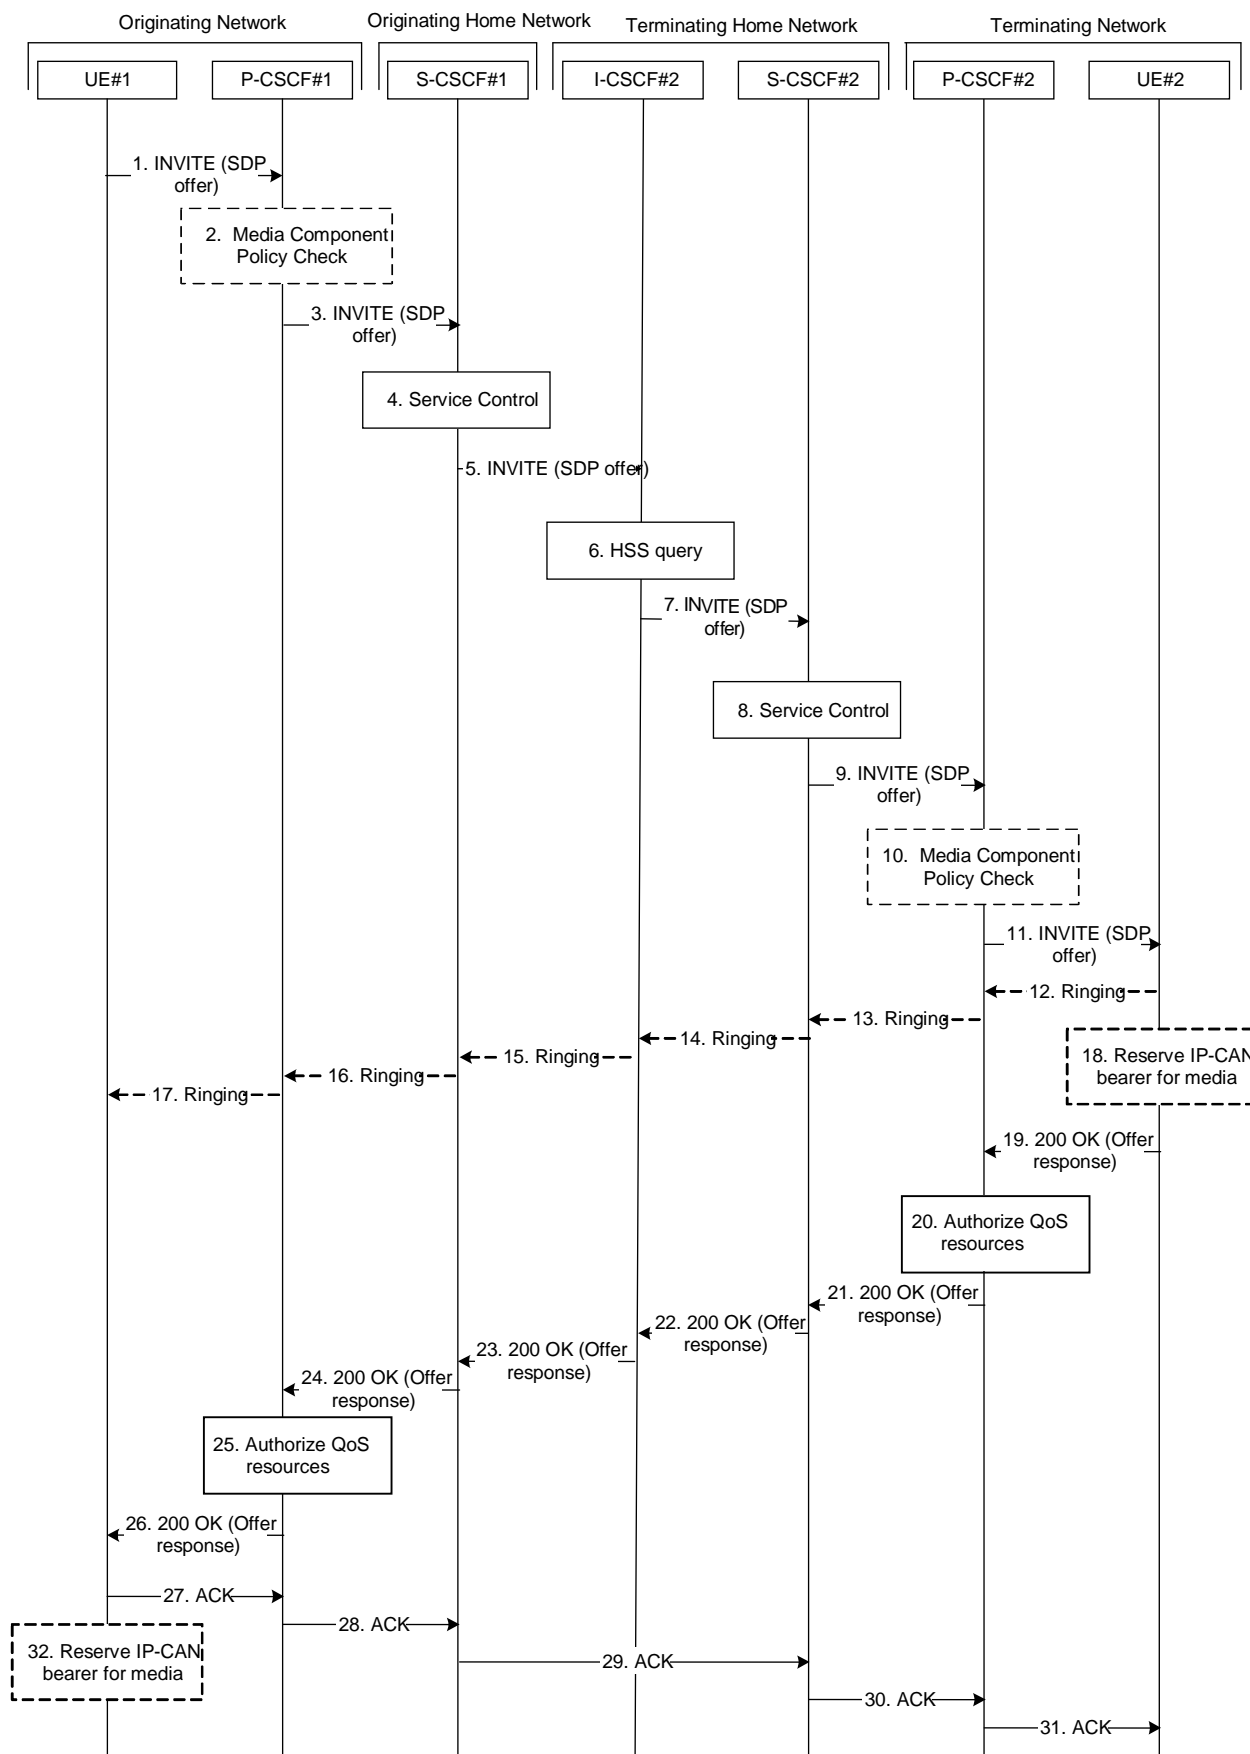 Originating Network
Originating Home Network
Terminating Home Network
Terminating Network
UE#1
P-CSCF#1
S-CSCF#1
I-CSCF#2
S-CSCF#2
P-CSCF#2
UE#2
1. INVITE (SDP
offer)
2. Media Component
Policy Check
3. INVITE (SDP
offer)
4. Service Control
5. INVITE (SDP offer)
6. HSS query
7. INVITE (SDP
offer)
8. Service Control
9. INVITE (SDP
offer)
10. Media Component
Policy Check
11. INVITE (SDP
offer)
12. Ringing
13. Ringing
14. Ringing
15. Ringing
16. Ringing
17. Ringing
18. Reserve IP-CAN
bearer for media
19. 200 OK (Offer
response)
20. Authorize QoS
resources
21. 200 OK (Offer
response)
22. 200 OK (Offer
response)
23. 200 OK (Offer
response)
24. 200 OK (Offer
response)
25. Authorize QoS
resources
26. 200 OK (Offer
response)
27. ACK
28. ACK
32. Reserve IP-CAN
bearer for media
29. ACK
30. ACK
31. ACK